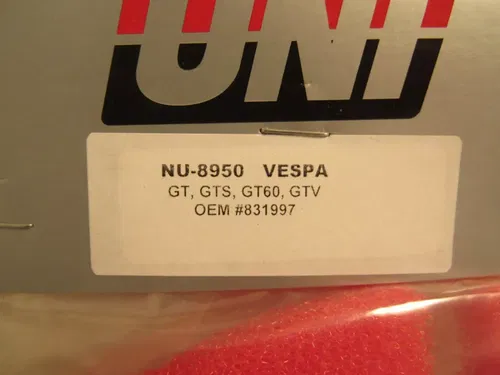 UNI
NU-8950 VESPA
GT, GTS, GT60, GTV
OEM #831997